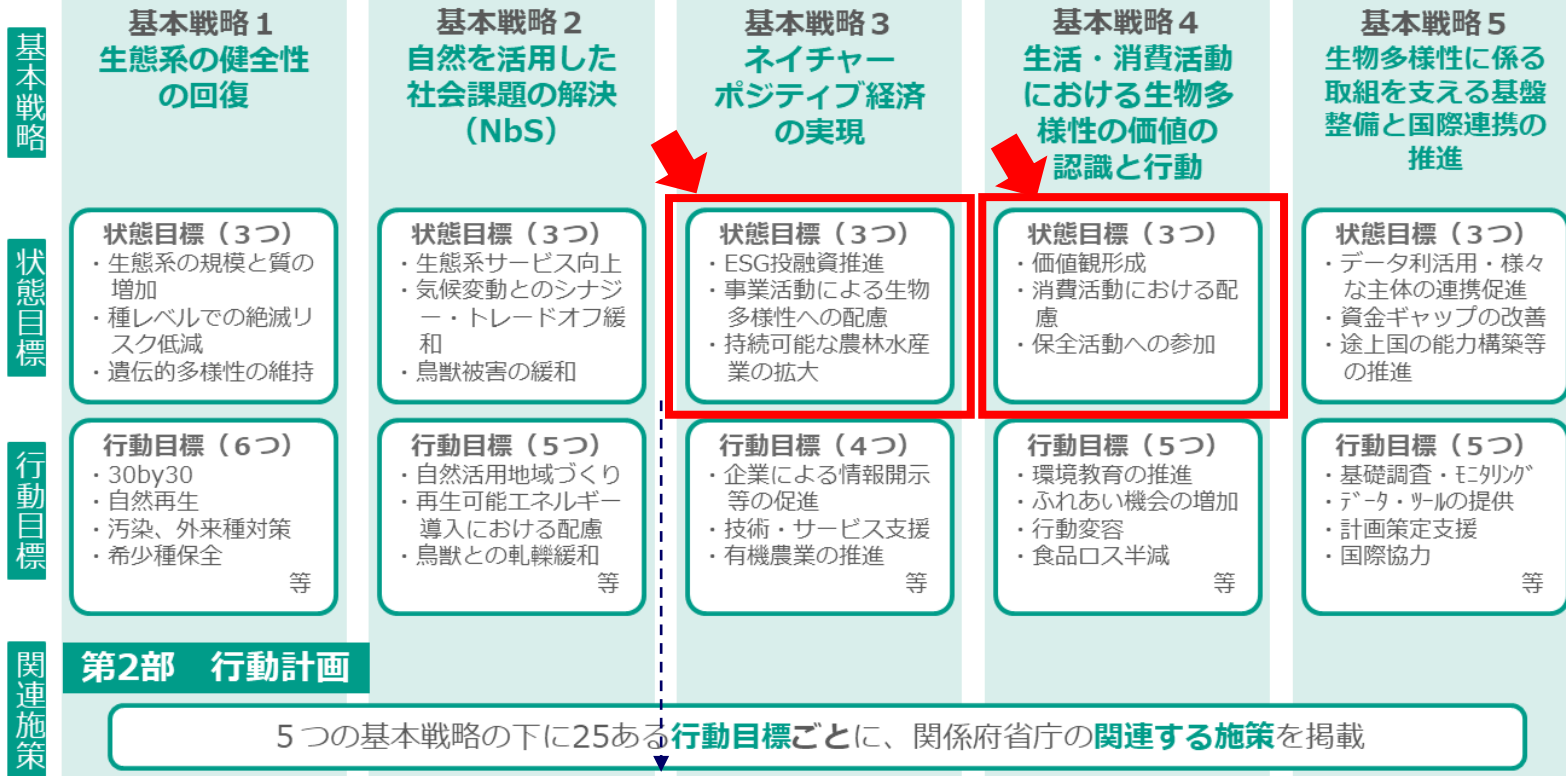 基本戦略
基本戦略１
生態系の健全性
の回復
基本戦略２
自然を活用した
社会課題の解決
（NbS）
基本戦略３
ネイチャー
ポジティブ経済
の実現
基本戦略４
生活・消費活動
における生物多
様性の価値の
認識と行動
基本戦略５
生物多様性に係る
取組を支える基盤
整備と国際連携の
推進
状態目標
状態目標（３つ）
・生態系の規模と質の
増加
・種レベルでの絶滅リ
スク低減
・遺伝的多様性の維持
状態目標（３つ）
・生態系サービス向上
・気候変動とのシナジ
ー・トレードオフ緩
和
・鳥獣被害の緩和
状態目標（３つ）
・ESG投融資推進
・事業活動による生物
多様性への配慮
・持続可能な農林水産
業の拡大
状態目標（３つ）
・価値観形成
・消費活動における配
慮
・保全活動への参加
状態目標（３つ）
・データ利活用・様々
な主体の連携促進
・資金ギャップの改善
・途上国の能力構築等
の推進
行動目標
行動目標（６つ）
・30by30
・自然再生
・汚染、外来種対策
・希少種保全
等
行動目標（５つ）
・自然活用地域づくり
・再生可能エネルギー
導入における配慮
・鳥獣との軋轢緩和
等
行動目標（４つ）
・企業による情報開示
等の促進
・技術・サービス支援
・有機農業の推進
等
行動目標（５つ）
・環境教育の推進
・ふれあい機会の増加
・行動変容
・食品ロス半減
等
行動目標（５つ）
・基礎調査・ﾓﾆﾀﾘﾝｸﾞ
・ﾃﾞｰﾀ・ﾂｰﾙの提供
・計画策定支援
・国際協力
等
関連施策
第2部　行動計画
５つの基本戦略の下に25ある行動目標ごとに、関係府省庁の関連する施策を掲載